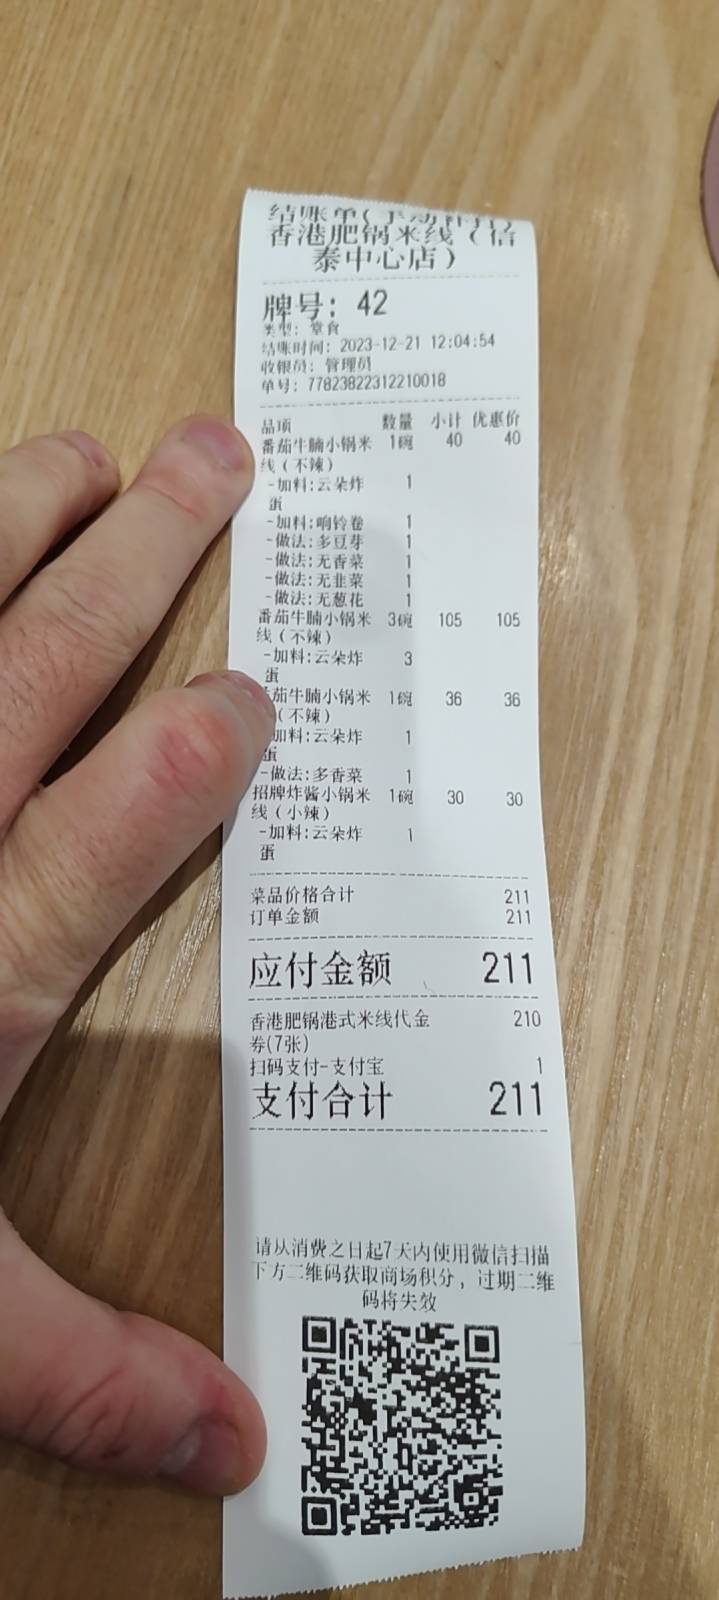 结账单(
香港肥锅米线（信
泰中心店）
牌号: 42
类型: 堂食
结账时间: 2023-12-21 12:04:54
收银员: 管理员
单号: 77823822312210018
品项 数量 小计 优惠价
番茄牛腩小锅米 1碗 40 40
线（不辣）
-加料:云朵炸 1
蛋
-加料:响铃卷 1
-做法:多豆芽 1
-做法:无香菜 1
-做法:无韭菜 1
-做法:无葱花 1
番茄牛腩小锅米 3碗 105 105
线（不辣）
-加料:云朵炸 3
蛋
茄牛腩小锅米 1碗 36 36
（不辣）
加料:云朵炸 1
蛋
-做法:多香菜 1
招牌炸酱小锅米 1碗 30 30
线（小辣）
-加料:云朵炸 1
蛋
菜品价格合计 211
订单金额 211
应付金额 211
香港肥锅港式米线代金 210
券(7张)
扫码支付-支付宝 1
支付合计 211
请从消费之日起7天内使用微信扫描
下方二维码获取商场积分，过期二维
码将失效